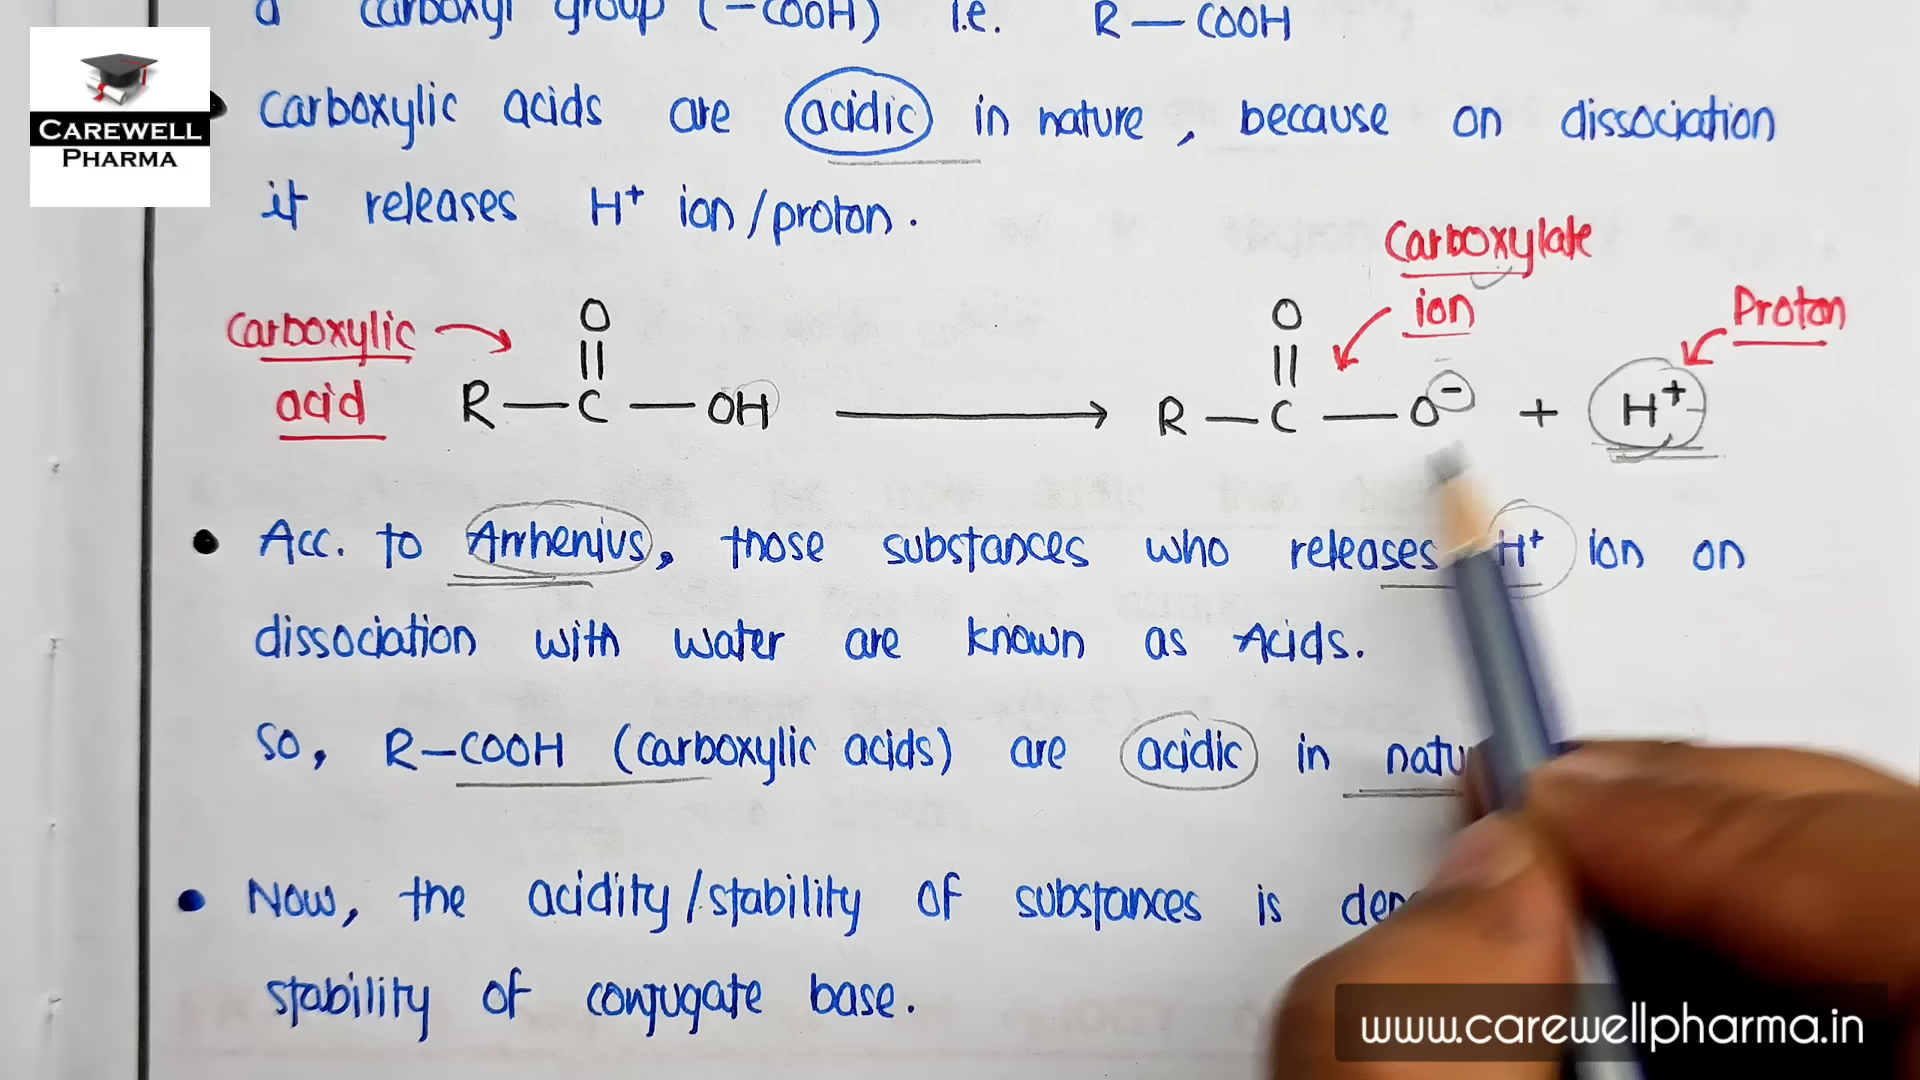 a carboxyl group (-COOH) i.e. R — COOH
CAREWELL
PHARMA
Carboxylic acids are acidic in nature, because on dissociation
it releases H⁺ ion/proton.
Carboxylate
ion
Proton
Carboxylic
acid
O
||
R — C — OH
O
||
R — C — O⁻ + H⁺
Acc. to Arrhenius, those substances who releases H⁺ ion on
dissociation with water are known as Acids.
So, R-COOH (carboxylic acids) are acidic in
Now, the acidity/stability of substances is
stability of conjugate base.
www.carewellpharma.in